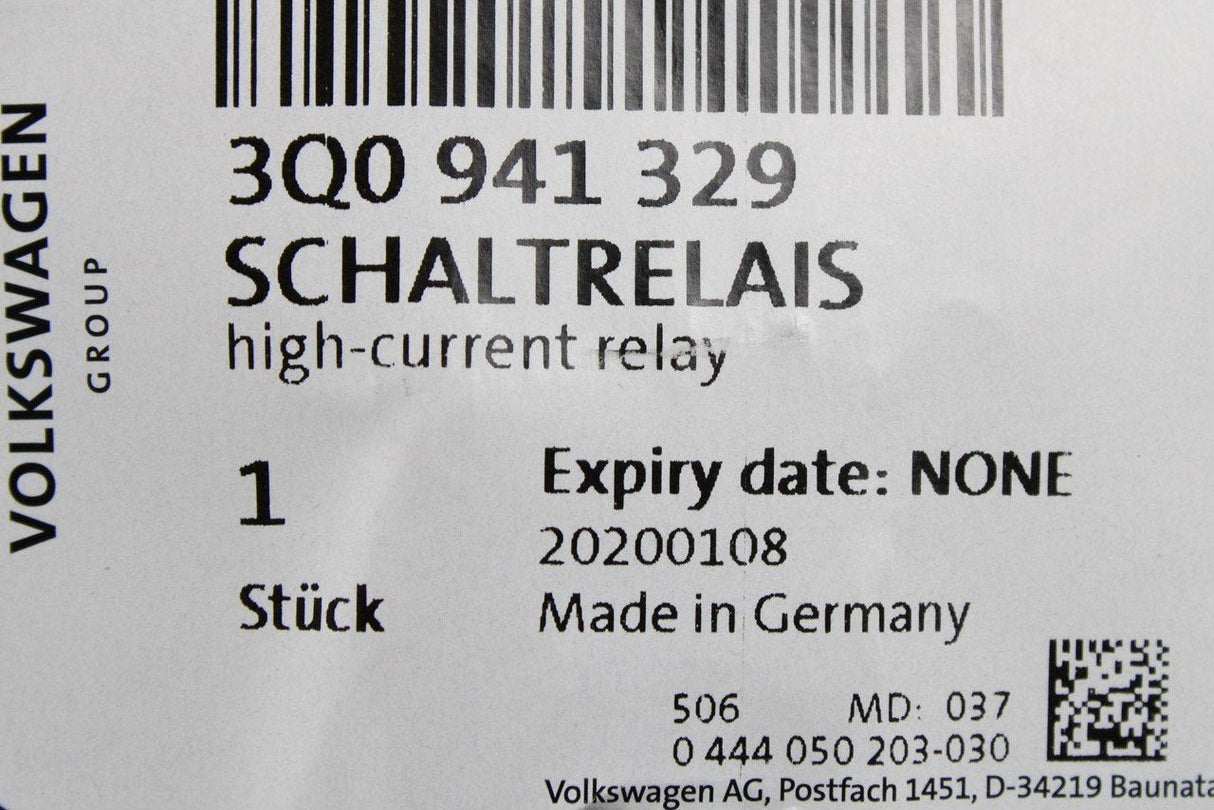 VOLKSWAGEN
GROUP
3Q0 941 329
SCHALTRELAIS
high-current relay
1
Stück
Expiry date: NONE
20200108
Made in Germany
506 MD: 037
0 444 050 203-030
Volkswagen AG, Postfach 1451, D-34219